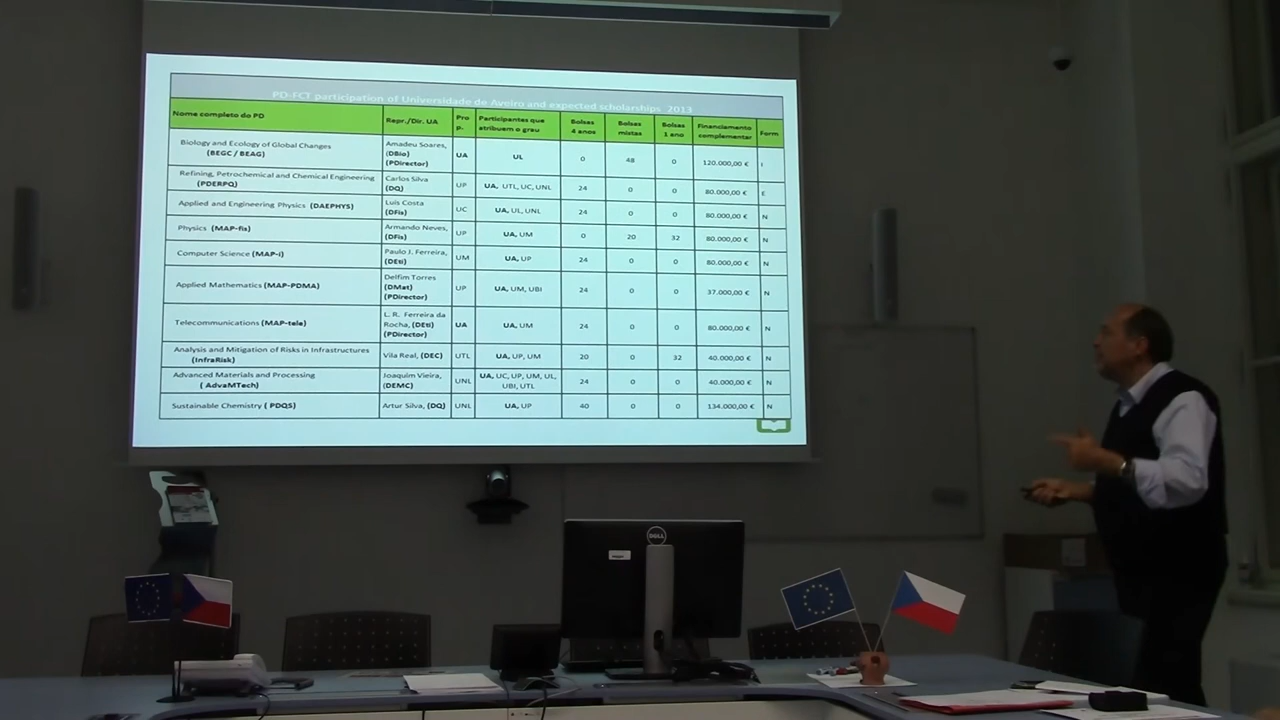 PD-FCT participation of Universidade de Aveiro and expected scholarships 2013
Nome completo do PD Repr./Dir. UA Pro p. Participantes que atribuem o grau Bolsas 4 anos Bolsas mistas Bolsas 1 ano Financiamento complementar Form
Biology and Ecology of Global Changes (BEGC / BEAG) Amadeu Soares, (DBio) (PDirector) UA UL 0 48 0 120.000,00 € I
Refining, Petrochemical and Chemical Engineering (PDERPQ) Carlos Silva (DQ) UP UA, UTL, UC, UNL 24 0 0 80.000,00 € E
Applied and Engineering Physics (DAEPHYS) Luis Costa (DFis) UC UA, UL, UNL 24 0 0 80.000,00 € N
Physics (MAP-fis) Armando Neves, (DFis) UP UA, UM 0 20 32 80.000,00 € N
Computer Science (MAP-i) Paulo J. Ferreira, (DEti) UM UA, UP 24 0 0 80.000,00 € N
Applied Mathematics (MAP-PDMA) Delfim Torres (DMat) (PDirector) UP UA, UM, UBI 24 0 0 37.000,00 € N
Telecommunications (MAP-tele) L. R. Ferreira da Rocha, (DEti) (PDirector) UA UA, UM 24 0 0 80.000,00 € N
Analysis and Mitigation of Risks in Infrastructures (InfraRisk) Vila Real, (DEC) UTL UA, UP, UM 20 0 32 40.000,00 € N
Advanced Materials and Processing ( AdvaMTech) Joaquim Vieira, (DEMC) UNL UA, UC, UP, UM, UL, UBI, UTL 24 0 0 40.000,00 € N
Sustainable Chemistry ( PDQS) Artur Silva, (DQ) UNL UA, UP 40 0 0 134.000,00 € N
DELL